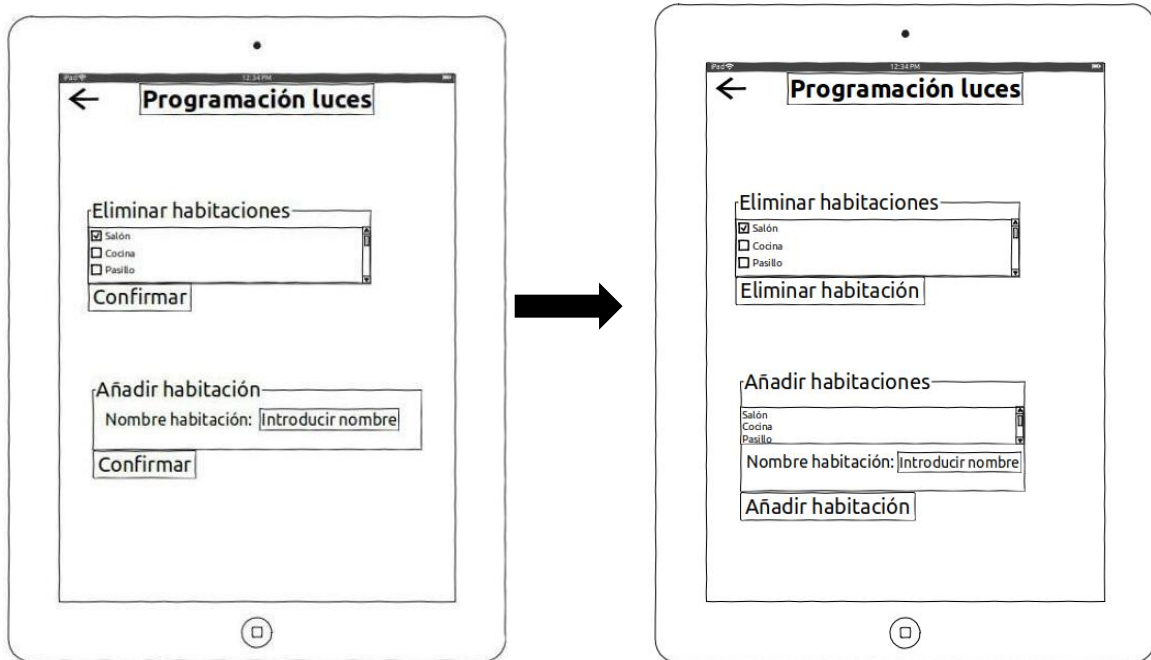 iPad 12:34 PM
Programación luces
Eliminar habitaciones
Salón
Cocina
Pasillo
Confirmar
Añadir habitación
Nombre habitación: Introducir nombre
Confirmar
iPad 12:34 PM
Programación luces
Eliminar habitaciones
Salón
Cocina
Pasillo
Eliminar habitación
Añadir habitaciones
Salón
Cocina
Pasillo
Nombre habitación: Introducir nombre
Añadir habitación